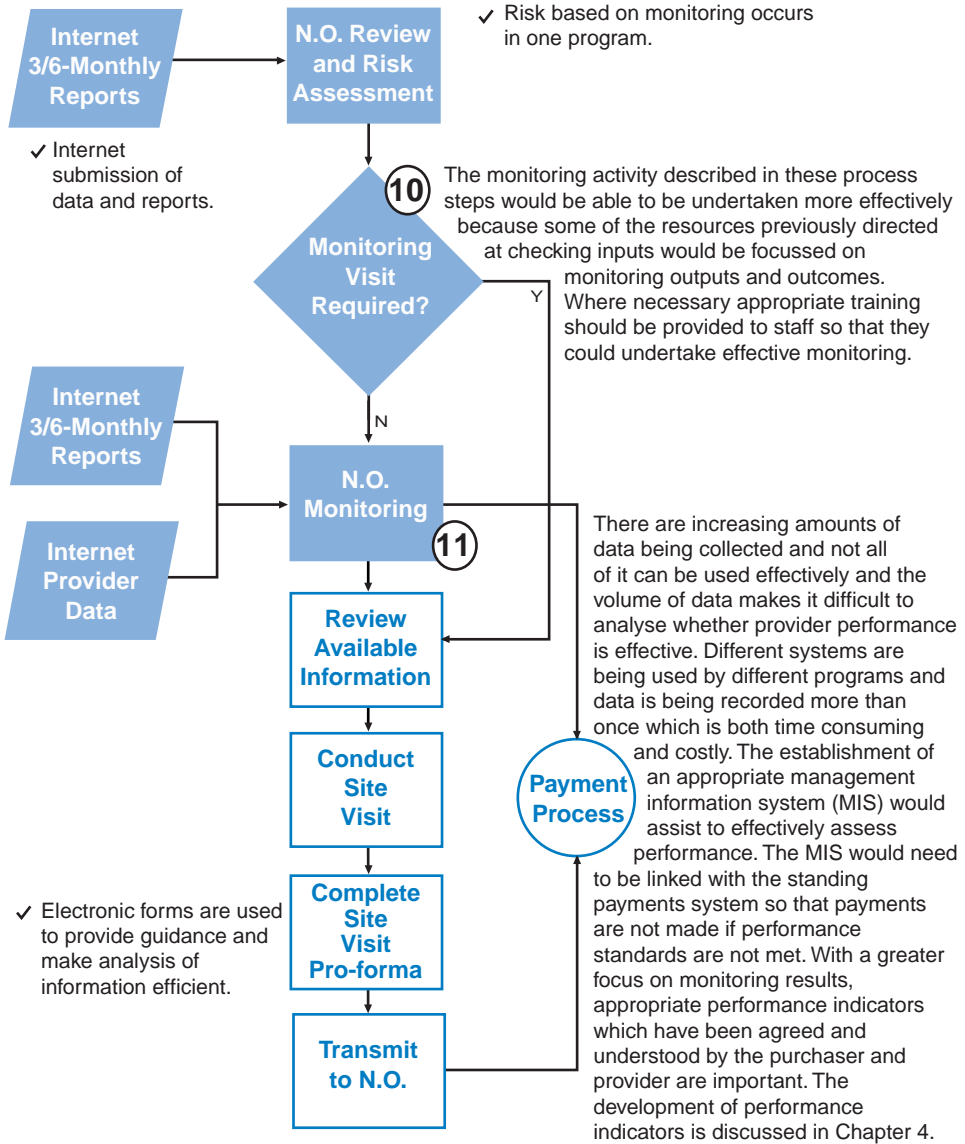 Internet
3/6-Monthly
Reports
N.O. Review
and Risk
Assessment
✓ Risk based on monitoring occurs
in one program.
✓ Internet
submission of
data and reports.
10
The monitoring activity described in these process
steps would be able to be undertaken more effectively
because some of the resources previously directed
at checking inputs would be focussed on
monitoring outputs and outcomes.
Where necessary appropriate training
should be provided to staff so that they
could undertake effective monitoring.
Monitoring
Visit
Required?
Y
N
Internet
3/6-Monthly
Reports
Internet
Provider
Data
N.O.
Monitoring
11
Review
Available
Information
Conduct
Site
Visit
Complete
Site
Visit
Pro-forma
✓ Electronic forms are used
to provide guidance and
make analysis of
information efficient.
Transmit
to N.O.
Payment
Process
There are increasing amounts of
data being collected and not all
of it can be used effectively and the
volume of data makes it difficult to
analyse whether provider performance
is effective. Different systems are
being used by different programs and
data is being recorded more than
once which is both time consuming
and costly. The establishment of
an appropriate management
information system (MIS) would
assist to effectively assess
performance. The MIS would need
to be linked with the standing
payments system so that payments
are not made if performance
standards are not met. With a greater
focus on monitoring results,
appropriate performance indicators
which have been agreed and
understood by the purchaser and
provider are important. The
development of performance
indicators is discussed in Chapter 4.